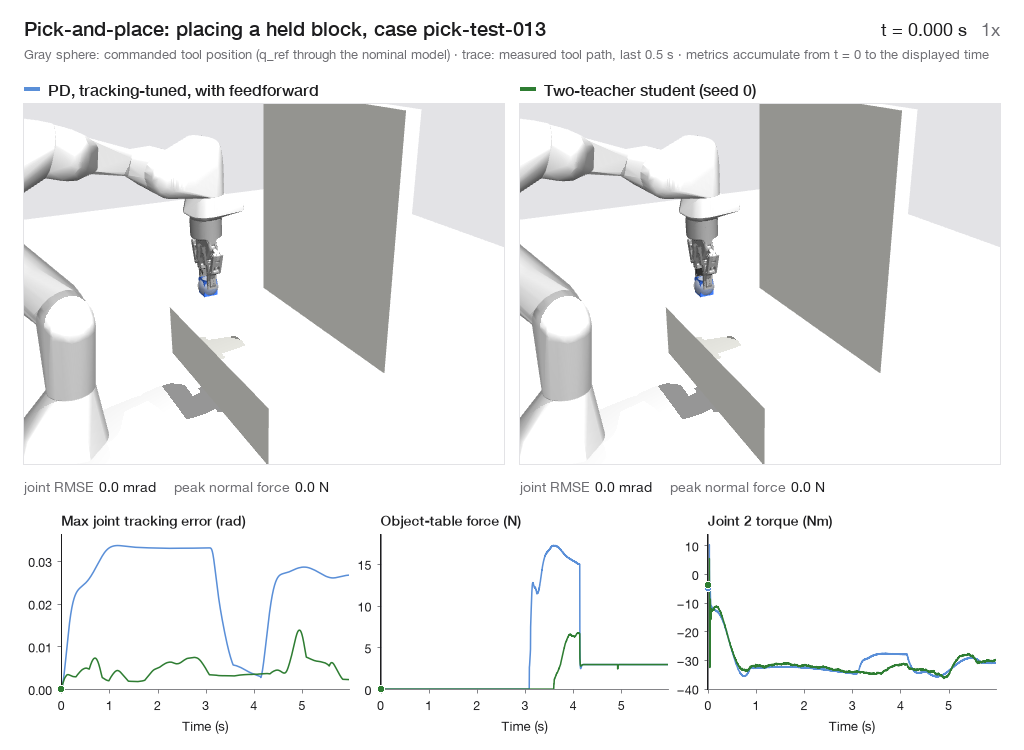 Pick-and-place: placing a held block, case pick-test-013
t = 0.000 s 1x
Gray sphere: commanded tool position (q_ref through the nominal model) · trace: measured tool path, last 0.5 s · metrics accumulate from t = 0 to the displayed time
PD, tracking-tuned, with feedforward
Two-teacher student (seed 0)
joint RMSE 0.0 mrad peak normal force 0.0 N
joint RMSE 0.0 mrad peak normal force 0.0 N
Max joint tracking error (rad)
0.03
0.02
0.01
0.00
0 1 2 3 4 5
Time (s)
Object-table force (N)
15
10
5
0
0 1 2 3 4 5
Time (s)
Joint 2 torque (Nm)
10
0
−10
−20
−30
−40
0 1 2 3 4 5
Time (s)